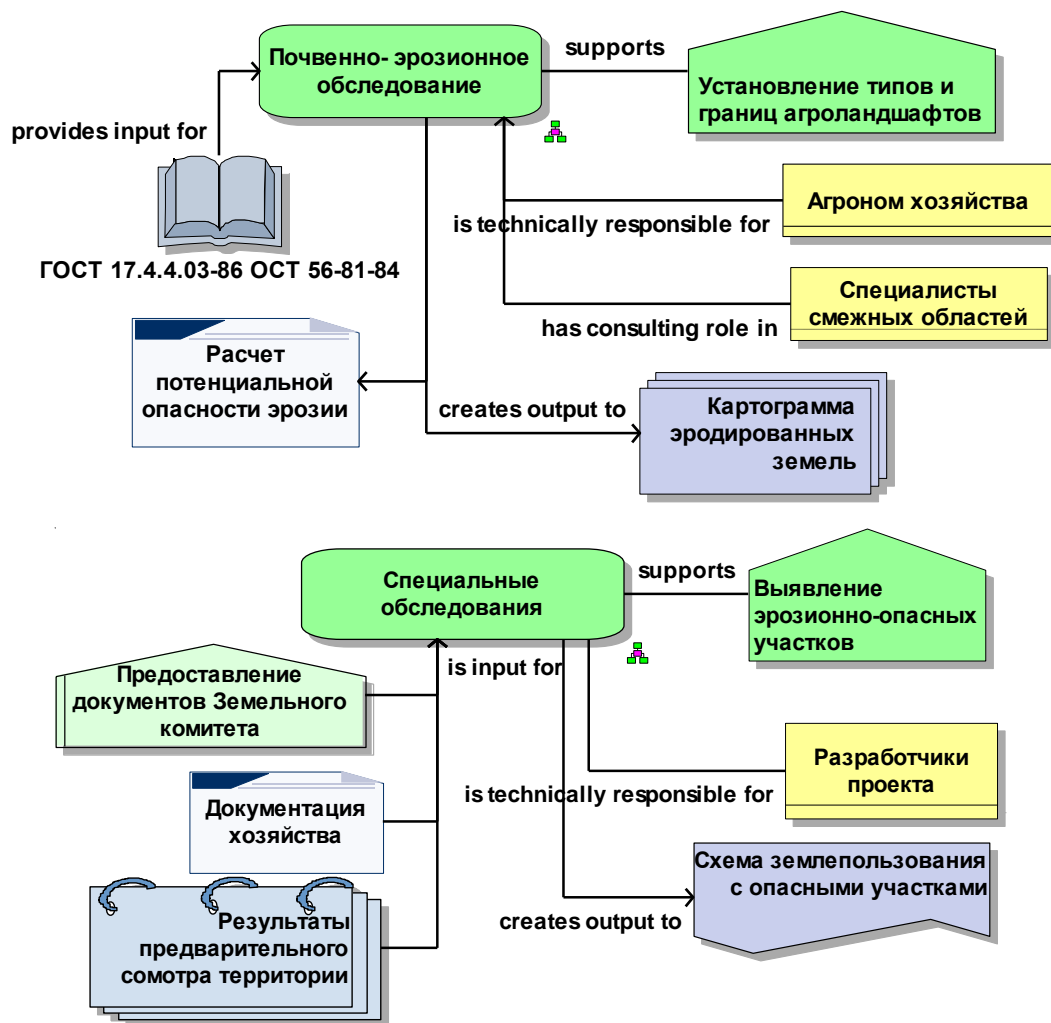 Почвенно- эрозионное
обследование
supports
Установление типов и
границ агроландшафтов
provides input for
ГОСТ 17.4.4.03-86 ОСТ 56-81-84
Агроном хозяйства
is technically responsible for
Специалисты
смежных областей
has consulting role in
Расчет
потенциальной
опасности эрозии
creates output to
Картограмма
эродированных
земель
Специальные
обследования
supports
Выявление
эрозионно-опасных
участков
is input for
Предоставление
документов Земельного
комитета
Документация
хозяйства
Результаты
предварительного
сомотра территории
Разработчики
проекта
is technically responsible for
Схема землепользования
с опасными участками
creates output to